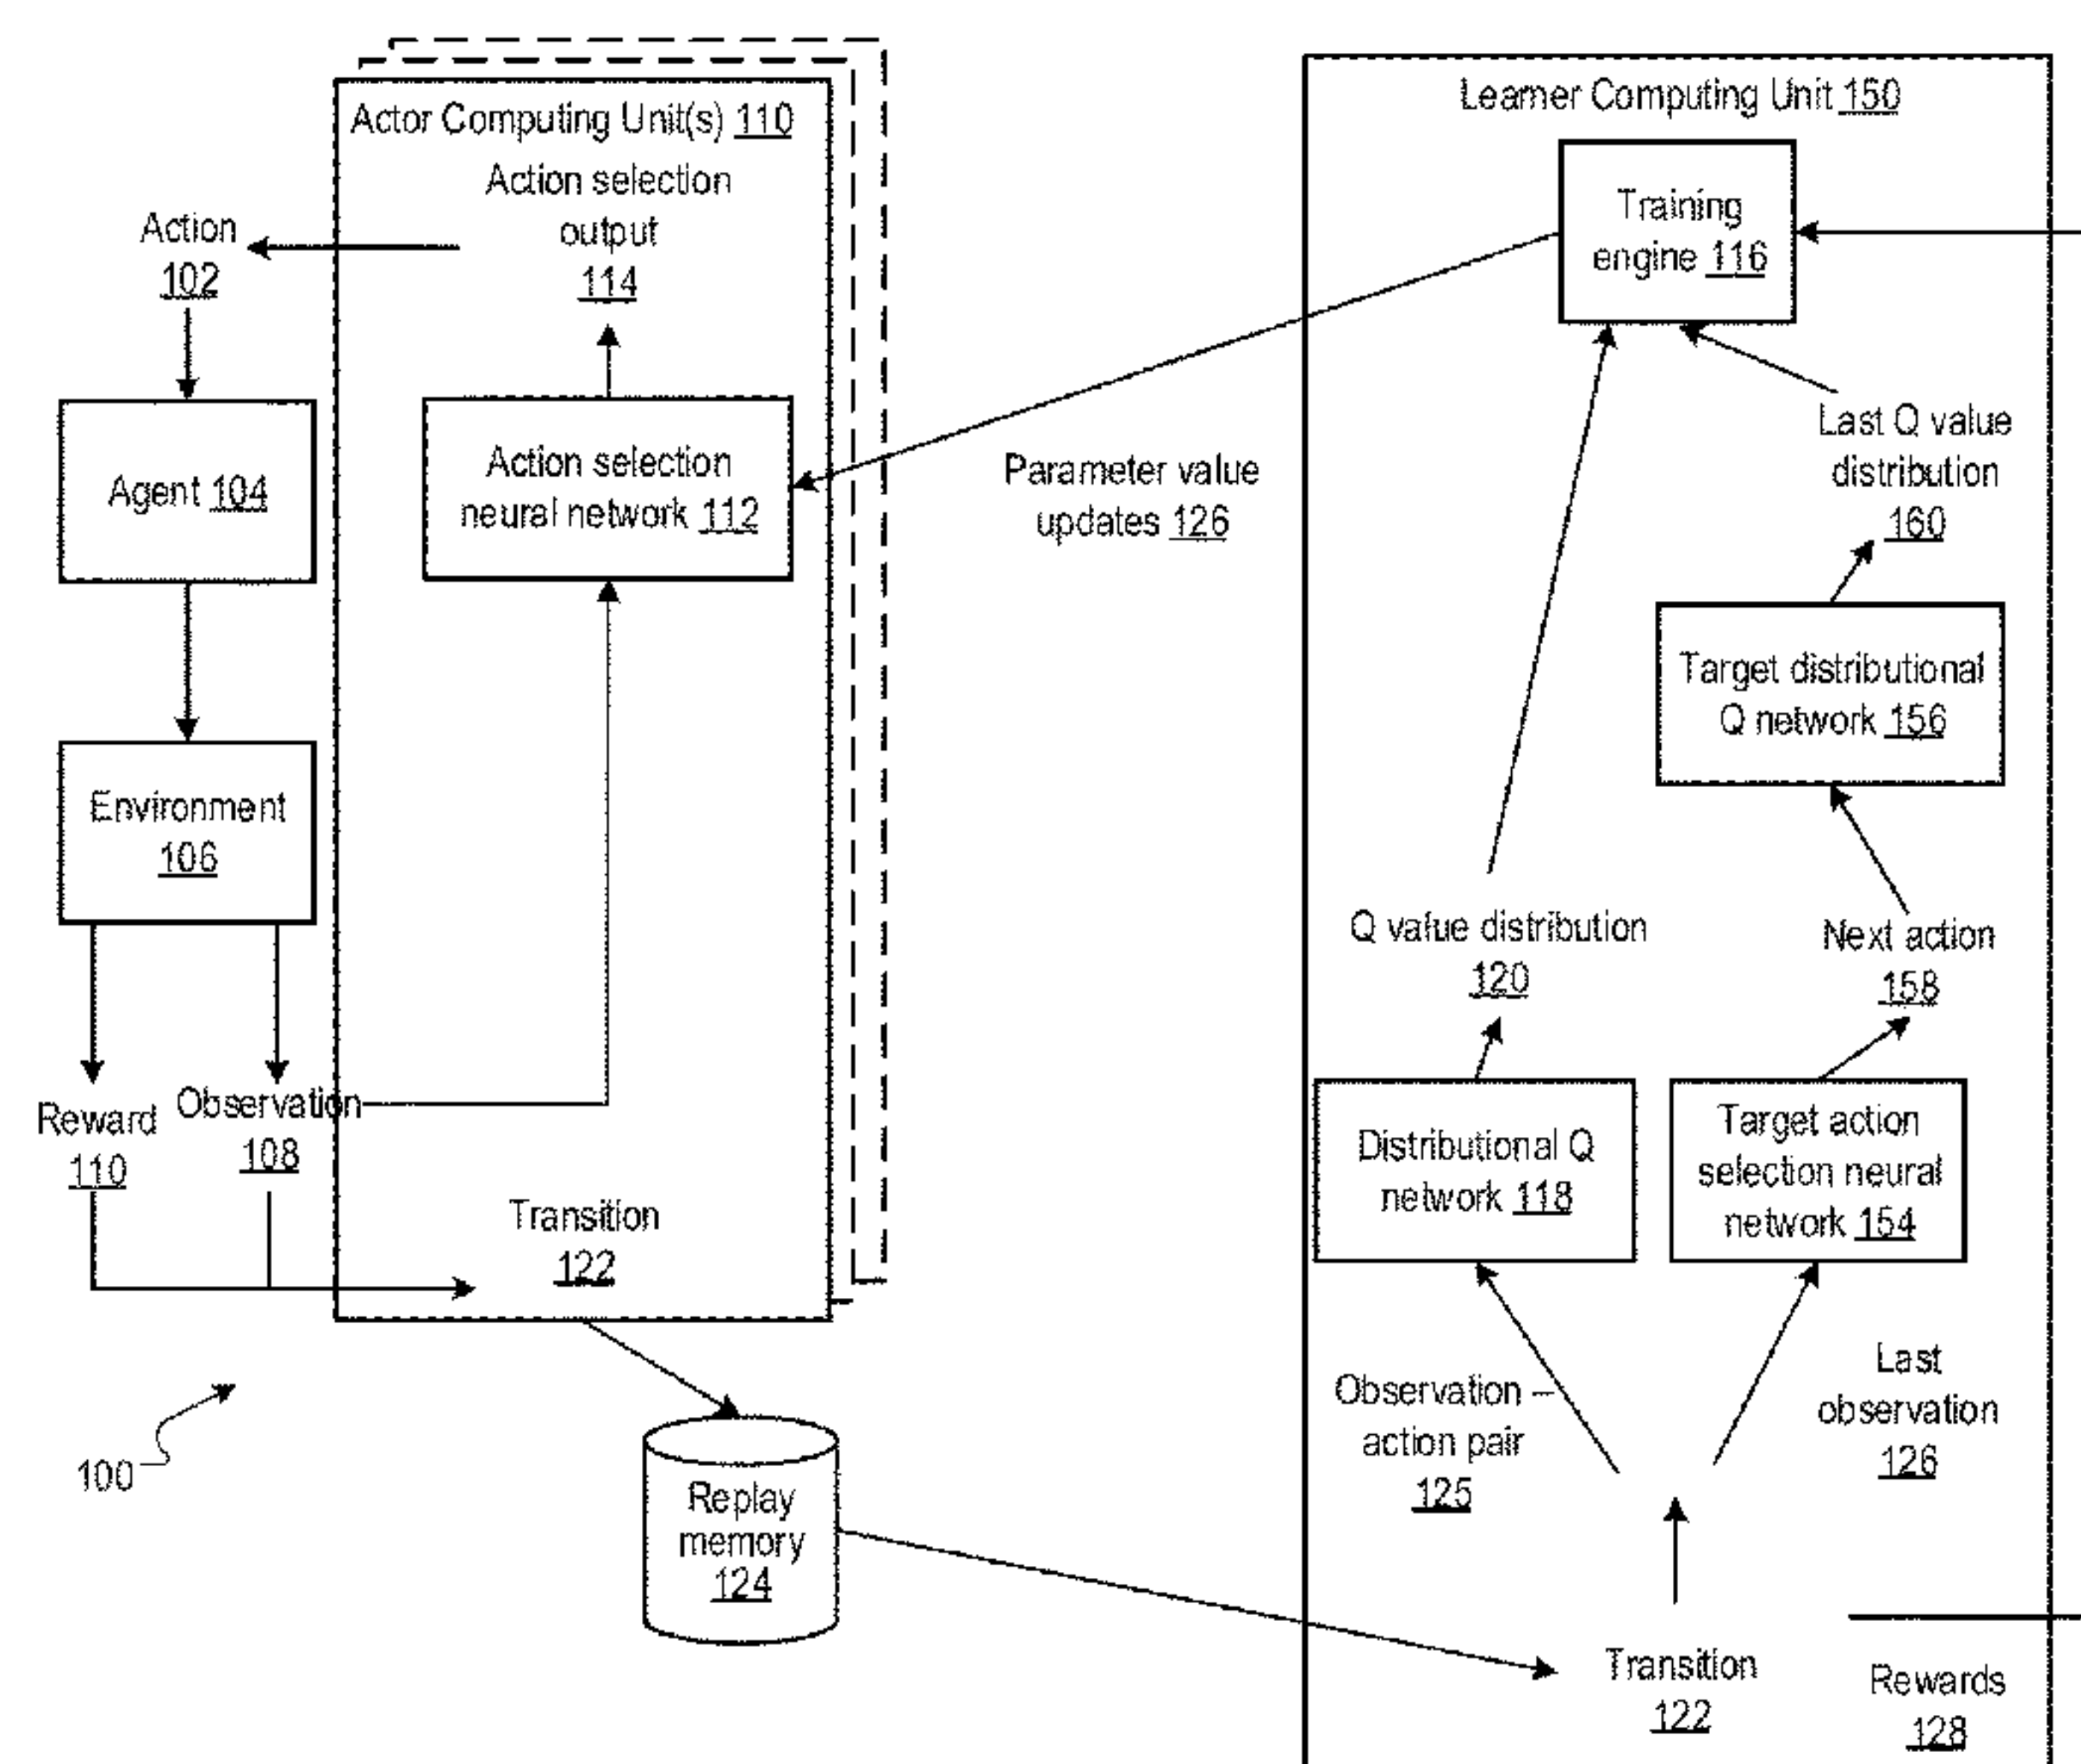 Actor Computing Unit(s) 110
Action selection
output
114
Action
102
Agent 104
Action selection
neural network 112
Environment
106
Reward
110
Observation
108
Transition
122
100
Replay
memory
124
Parameter value
updates 126
Learner Computing Unit 150
Training
engine 116
Last Q value
distribution
160
Target distributional
Q network 156
Q value distribution
120
Next action
158
Distributional Q
network 118
Target action
selection neural
network 154
Observation –
action pair
125
Last
observation
126
Transition
122
Rewards
128